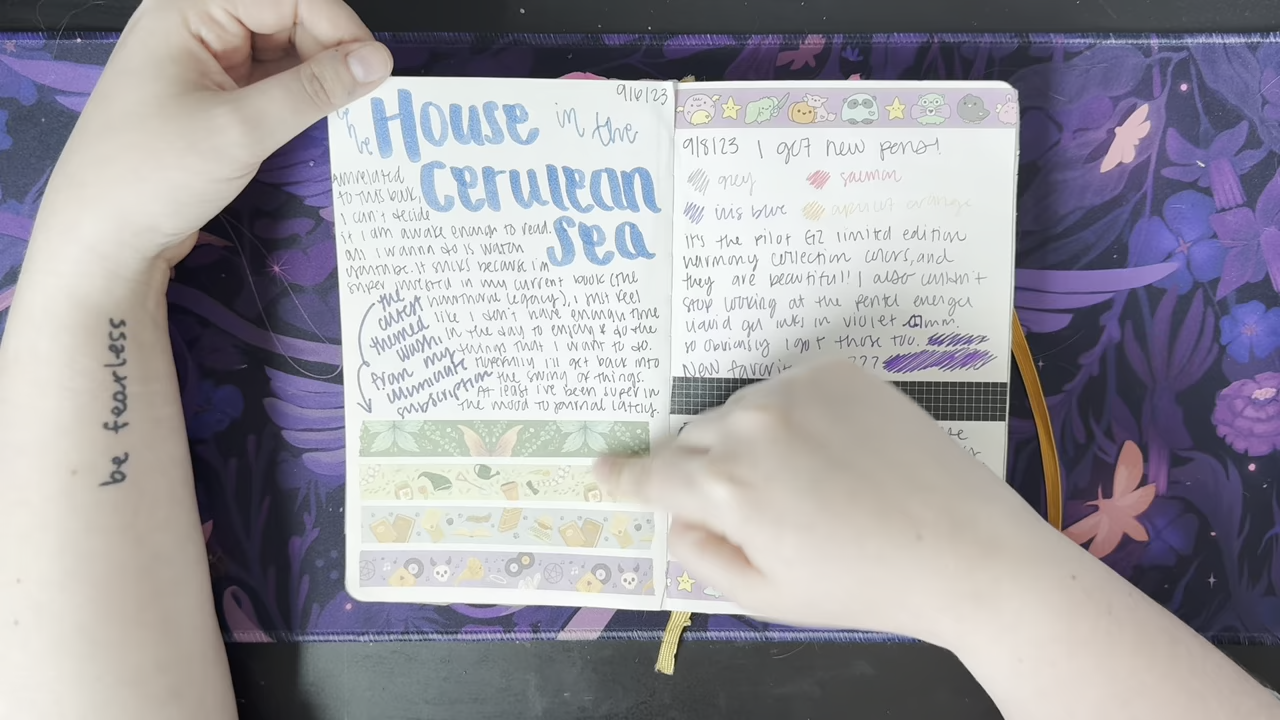 9/6/23
the House in the
Cerulean
Sea
unrelated
to this book,
I can't decide
if I am awake enough to read.
all I wanna do is watch
youtube. it sucks because I'm
super invested in my current book (the
hawthorne legacy), I just feel
like I don't have enough time
in the day to enjoy & do the
things that I want to do.
hopefully I'll get back into
the swing of things.
At least I've been super in
the mood to journal lately.
the
cutest
themed
washi
from my
illuminate
subscription
9/8/23 I got new pens!
grey salmon
iris blue apricot orange
It's the pilot G2 limited edition
harmony collection colors, and
they are beautiful!! I also couldn't
stop looking at the pentel energel
liquid gel inks in violet mm.
so obviously I got those too.
New favorit ???
be fearless